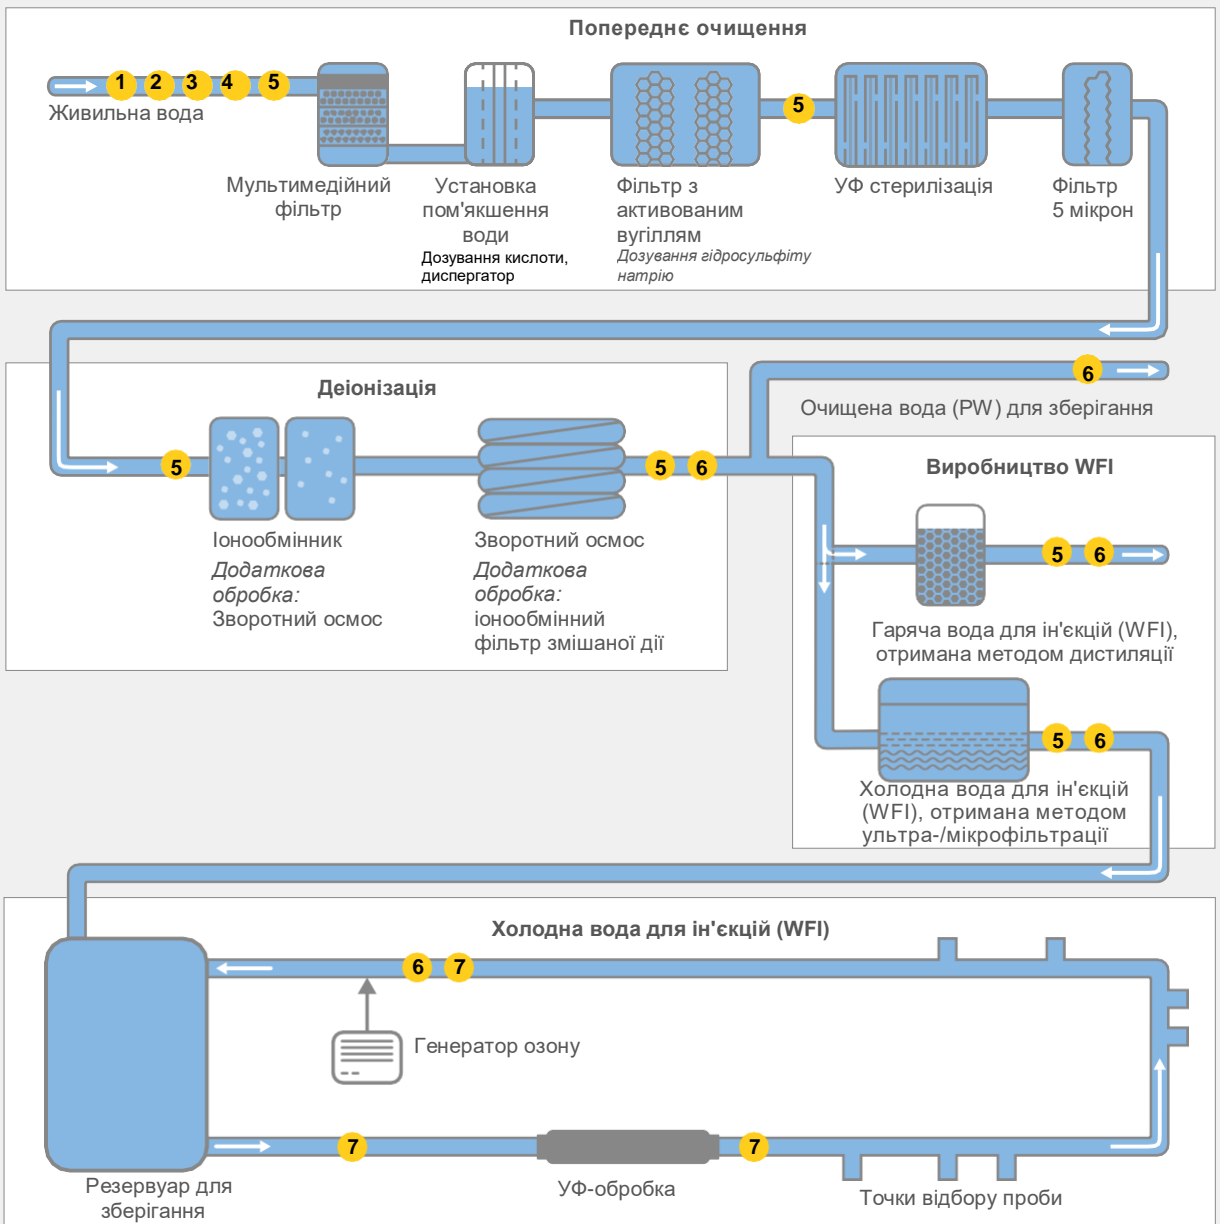 Попереднє очищення
1 2 3 4 5
5
Живильна вода
Мультимедійний
фільтр
Установка
пом'якшення
води
Дозування кислоти,
диспергатор
Фільтр з
активованим
вугіллям
Дозування гідросульфіту
натрію
УФ стерилізація
Фільтр
5 мікрон
6
Очищена вода (PW) для зберігання
Деіонізація
5
5 6
Іонообмінник
Додаткова
обробка:
Зворотний осмос
Зворотний осмос
Додаткова
обробка:
іонообмінний
фільтр змішаної дії
Виробництво WFI
5 6
Гаряча вода для ін'єкцій (WFI),
отримана методом дистиляції
5 6
Холодна вода для ін'єкцій
(WFI), отримана методом
ультра-/мікрофільтрації
Холодна вода для ін'єкцій (WFI)
6 7
Генератор озону
7
7
Резервуар для
зберігання
УФ-обробка
Точки відбору проби